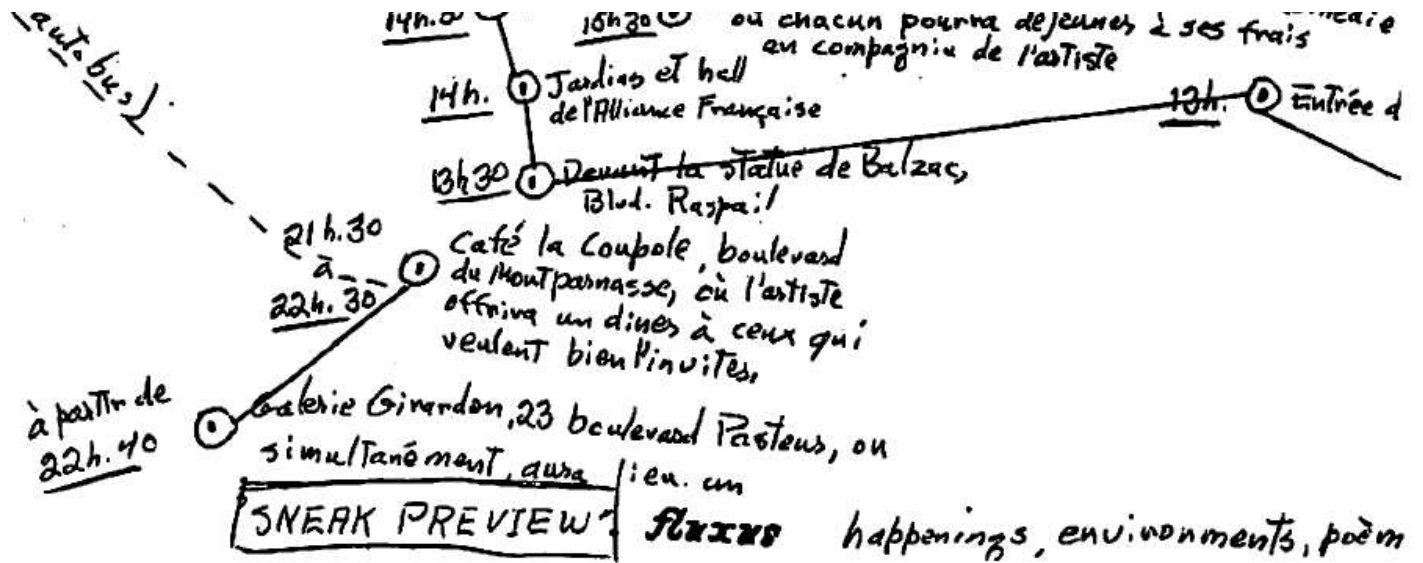 autobus)
14h.
15h30 où chacun pourra déjeuner à ses frais
au compagnie de l'artiste
14h. Jardins et hall
de l'Alliance Française
13h. Entrée d
13h30 Devant la statue de Balzac,
Blvd. Raspail
21h.30
à
22h.30
Café la Coupole, boulevard
du Montparnasse, où l'artiste
offrira un diner à ceux qui
veulent bien l'inviter.
à partir de
22h.40
Galerie Girardon, 23 boulevard Pasteur, ou
simultanément, aura lieu. un
SNEAK PREVIEW: fluxus happenings, environments, poèm